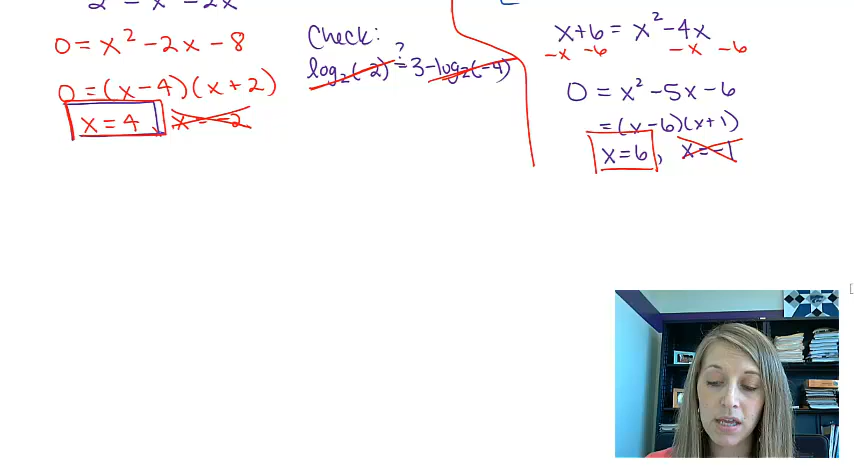 0 = x² - 2x - 8
0 = (x-4)(x+2)
x = 4 , x = -2
Check:
log₂(-2) ≟ 3 - log₂(-4)
x + 6 = x² - 4x
-x -6 -x -6
0 = x² - 5x - 6
= (x-6)(x+1)
x = 6 , x = -1